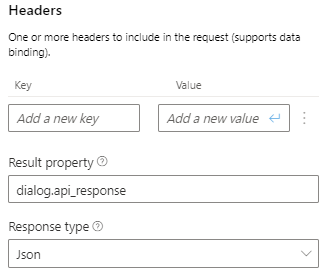 Headers
One or more headers to include in the request (supports data
binding).
Key Value
Add a new key Add a new value
Result property
dialog.api_response
Response type
Json